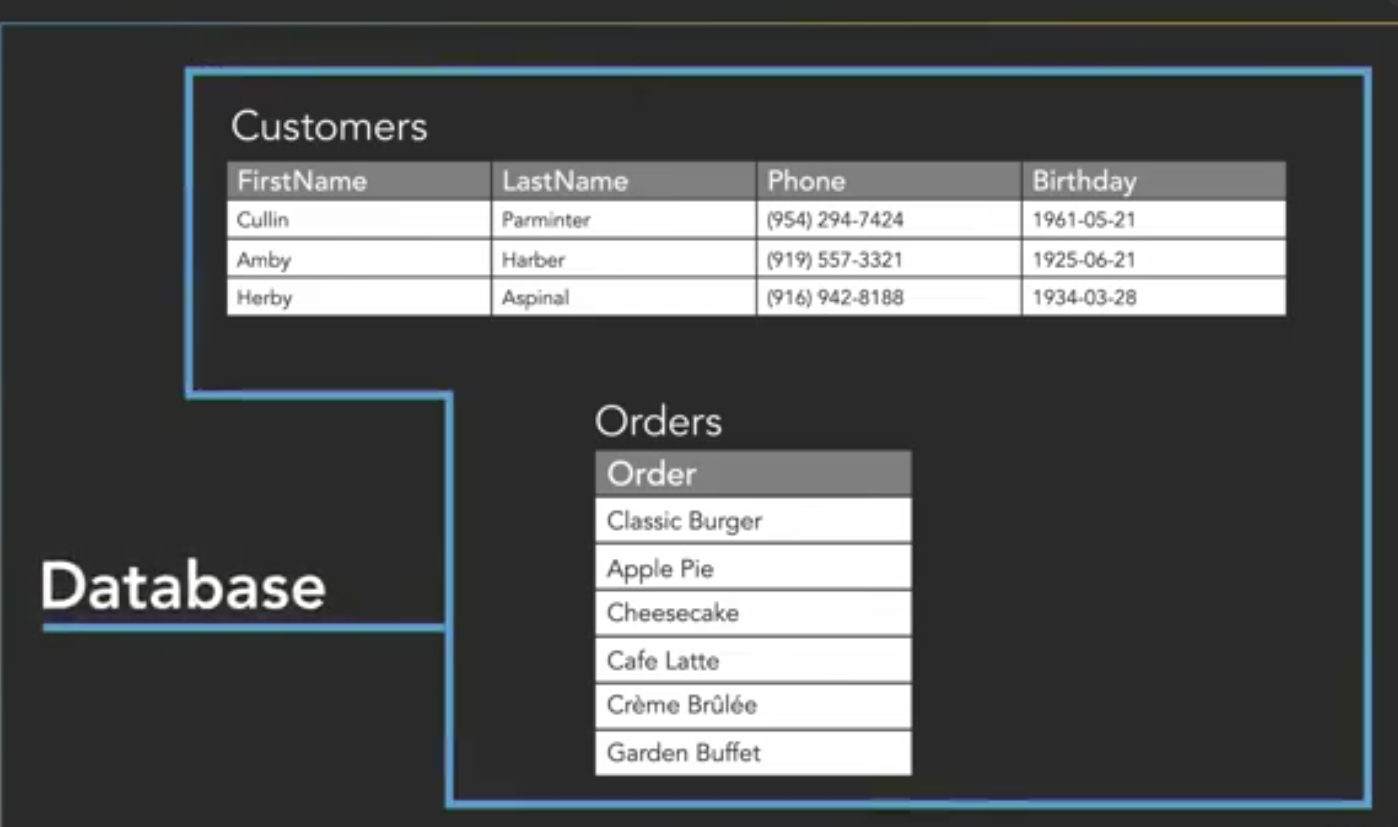 Customers
FirstName LastName Phone Birthday
Cullin Parminter (954) 294-7424 1961-05-21
Amby Harber (919) 557-3321 1925-06-21
Herby Aspinal (916) 942-8188 1934-03-28
Orders
Order
Classic Burger
Apple Pie
Cheesecake
Cafe Latte
Crème Brûlée
Garden Buffet
Database